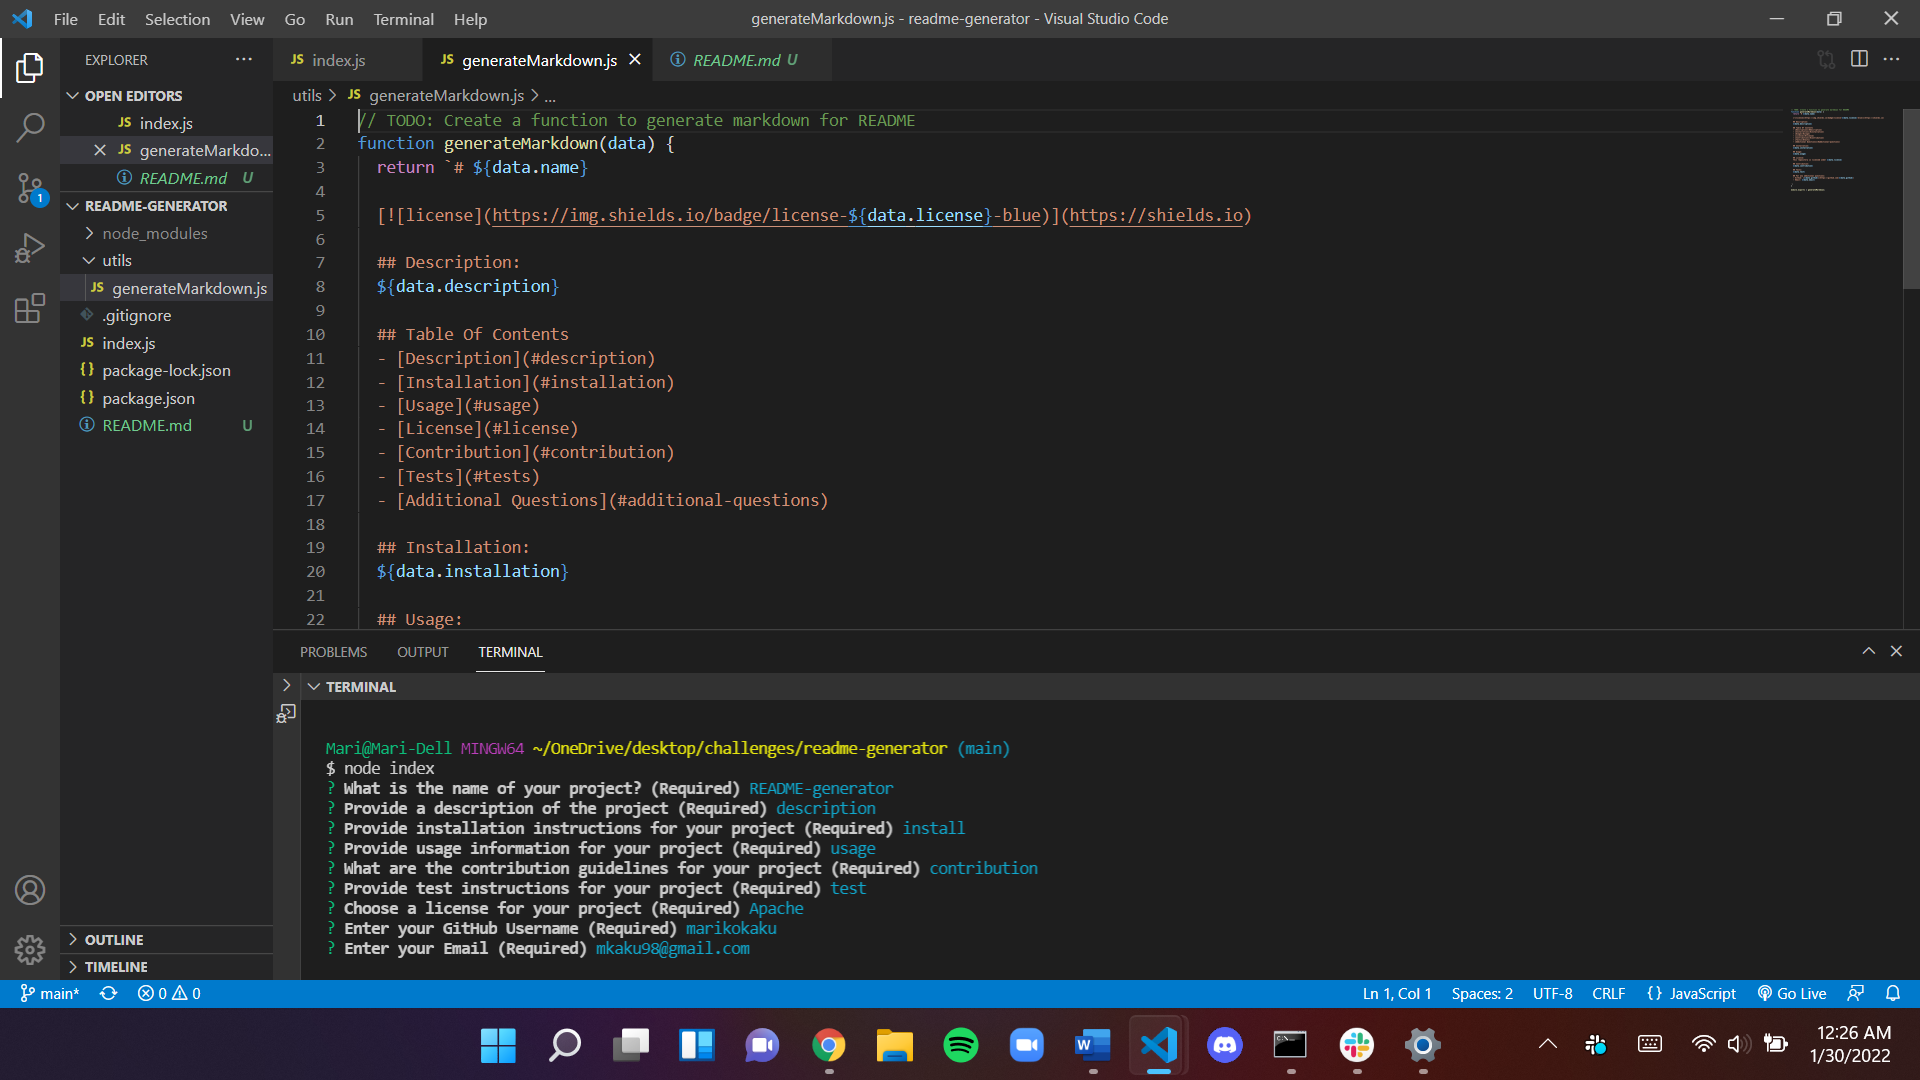 File Edit Selection View Go Run Terminal Help
generateMarkdown.js - readme-generator - Visual Studio Code
EXPLORER
OPEN EDITORS
JS index.js
JS generateMarkdo...
README.md U
1
README-GENERATOR
node_modules
utils
JS generateMarkdown.js
.gitignore
JS index.js
{} package-lock.json
{} package.json
README.md U
OUTLINE
TIMELINE
JS index.js
JS generateMarkdown.js
README.md U
utils > JS generateMarkdown.js > ...
1 // TODO: Create a function to generate markdown for README
2 function generateMarkdown(data) {
3 return `# ${data.name}
4
5 [![license](https://img.shields.io/badge/license-${data.license}-blue)](https://shields.io)
6
7 ## Description:
8 ${data.description}
9
10 ## Table Of Contents
11 - [Description](#description)
12 - [Installation](#installation)
13 - [Usage](#usage)
14 - [License](#license)
15 - [Contribution](#contribution)
16 - [Tests](#tests)
17 - [Additional Questions](#additional-questions)
18
19 ## Installation:
20 ${data.installation}
21
22 ## Usage:
PROBLEMS OUTPUT TERMINAL
TERMINAL
Mari@Mari-Dell MINGW64 ~/OneDrive/desktop/challenges/readme-generator (main)
$ node index
? What is the name of your project? (Required) README-generator
? Provide a description of the project (Required) description
? Provide installation instructions for your project (Required) install
? Provide usage information for your project (Required) usage
? What are the contribution guidelines for your project (Required) contribution
? Provide test instructions for your project (Required) test
? Choose a license for your project (Required) Apache
? Enter your GitHub Username (Required) marikokaku
? Enter your Email (Required) mkaku98@gmail.com
main* 0 0
Ln 1, Col 1 Spaces: 2 UTF-8 CRLF {} JavaScript Go Live
12:26 AM
1/30/2022